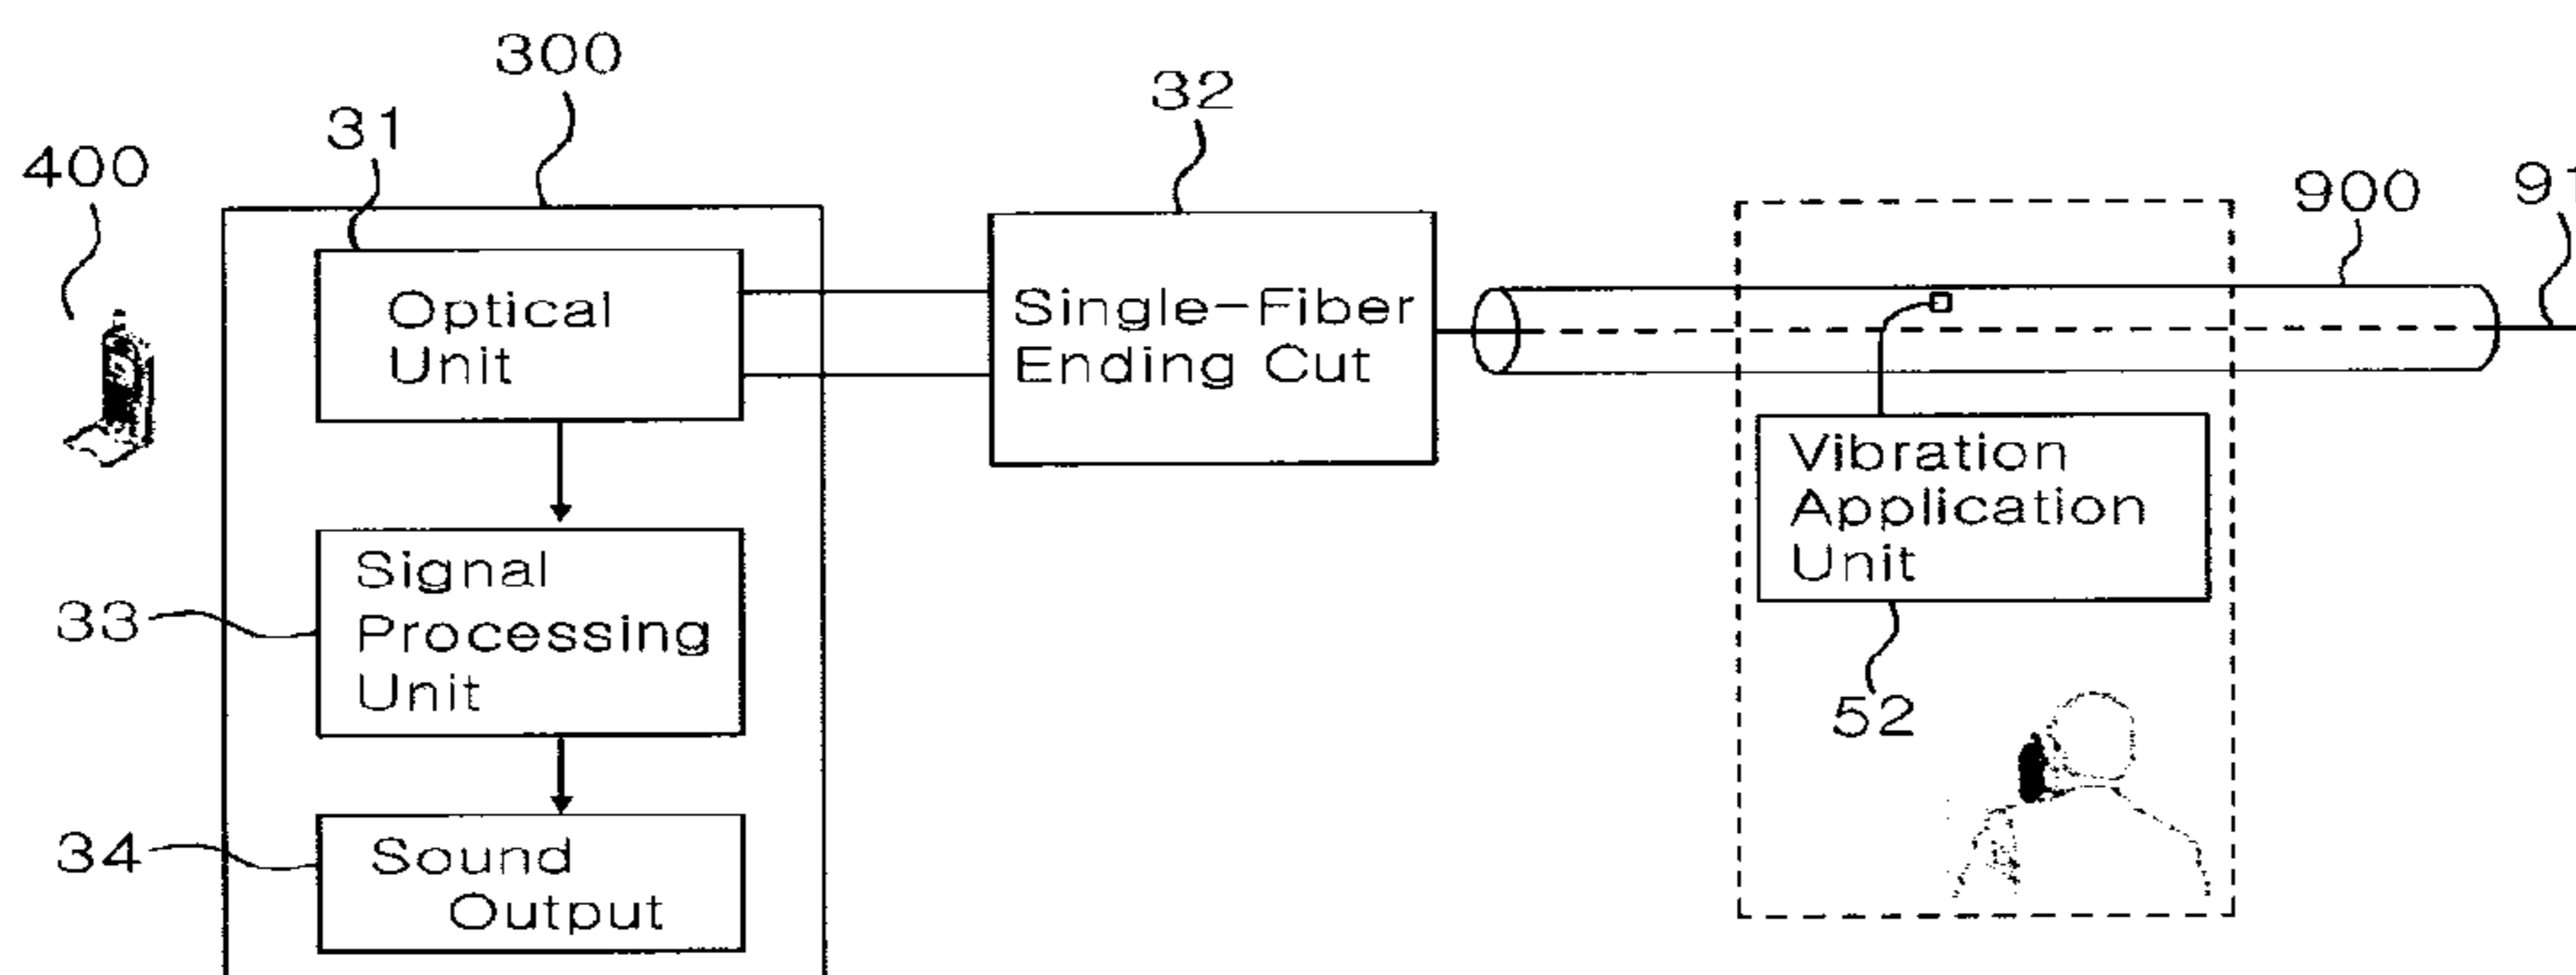 300
32
31
400
900
91
Optical
Unit
Single-Fiber
Ending Cut
Vibration
Application
Unit
Signal
Processing
Unit
33
52
34
Sound
Output